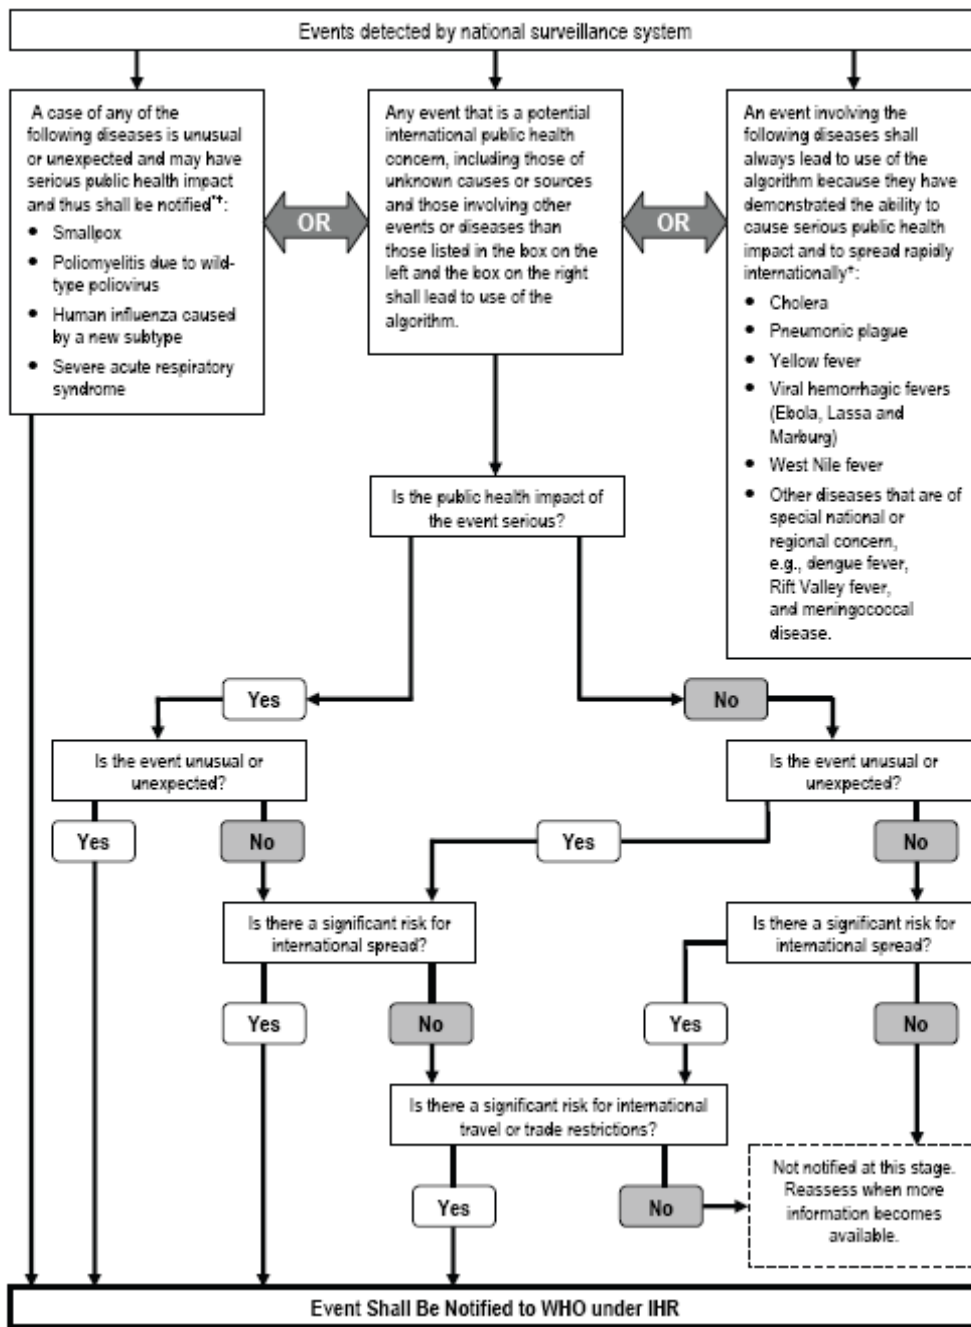 Events detected by national surveillance system
A case of any of the
following diseases is unusual
or unexpected and may have
serious public health impact
and thus shall be notified*†:
• Smallpox
• Poliomyelitis due to wild-
type poliovirus
• Human influenza caused
by a new subtype
• Severe acute respiratory
syndrome
OR
Any event that is a potential
international public health
concern, including those of
unknown causes or sources
and those involving other
events or diseases than
those listed in the box on the
left and the box on the right
shall lead to use of the
algorithm.
OR
An event involving the
following diseases shall
always lead to use of the
algorithm because they have
demonstrated the ability to
cause serious public health
impact and to spread rapidly
internationally†:
• Cholera
• Pneumonic plague
• Yellow fever
• Viral hemorrhagic fevers
(Ebola, Lassa and
Marburg)
• West Nile fever
• Other diseases that are of
special national or
regional concern,
e.g., dengue fever,
Rift Valley fever,
and meningococcal
disease.
Is the public health impact of
the event serious?
Yes
No
Is the event unusual or
unexpected?
Is the event unusual or
unexpected?
Yes
No
Yes
No
Is there a significant risk for
international spread?
Is there a significant risk for
international spread?
Yes
No
Yes
No
Is there a significant risk for international
travel or trade restrictions?
Yes
No
Not notified at this stage.
Reassess when more
information becomes
available.
Event Shall Be Notified to WHO under IHR